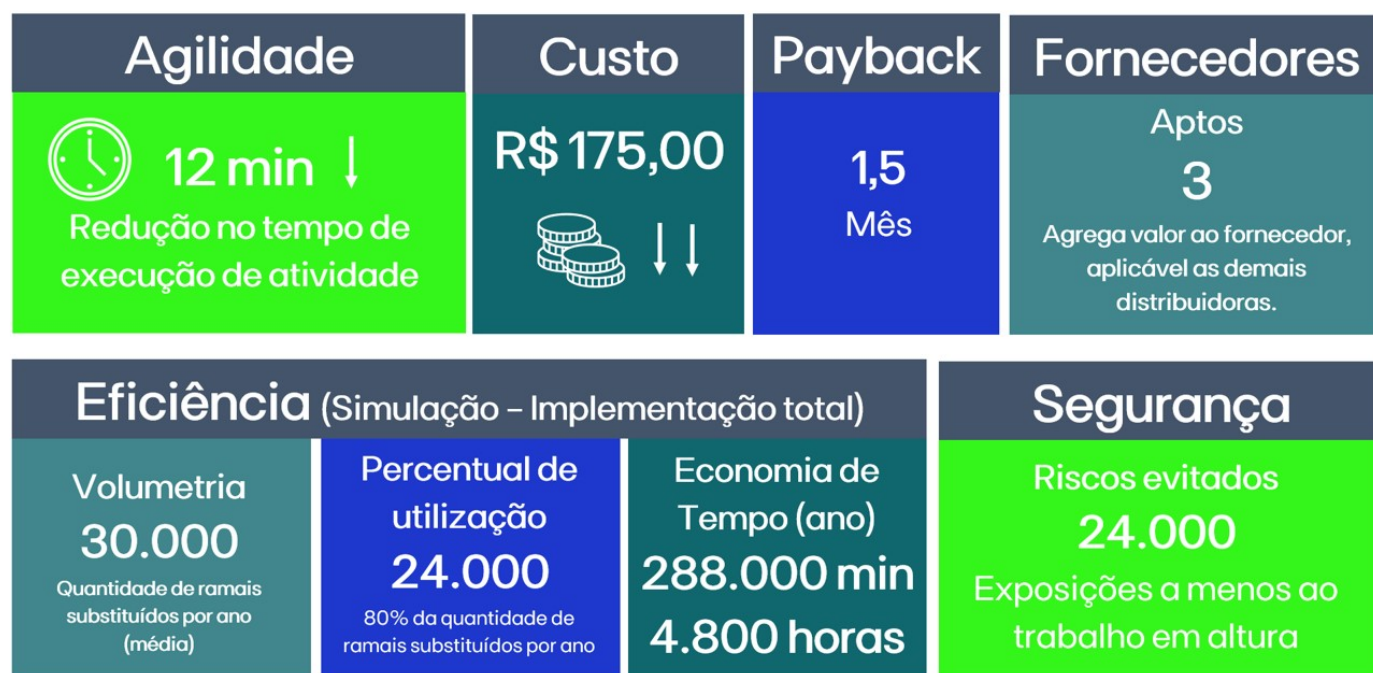 Agilidade
12 min
Redução no tempo de
execução de atividade
Custo
R$ 175,00
Payback
1,5
Mês
Fornecedores
Aptos
3
Agrega valor ao fornecedor,
aplicável as demais
distribuidoras.
Eficiência (Simulação – Implementação total)
Volumetria
30.000
Quantidade de ramais
substituídos por ano
(média)
Percentual de
utilização
24.000
80% da quantidade de
ramais substituídos por ano
Economia de
Tempo (ano)
288.000 min
4.800 horas
Segurança
Riscos evitados
24.000
Exposições a menos ao
trabalho em altura